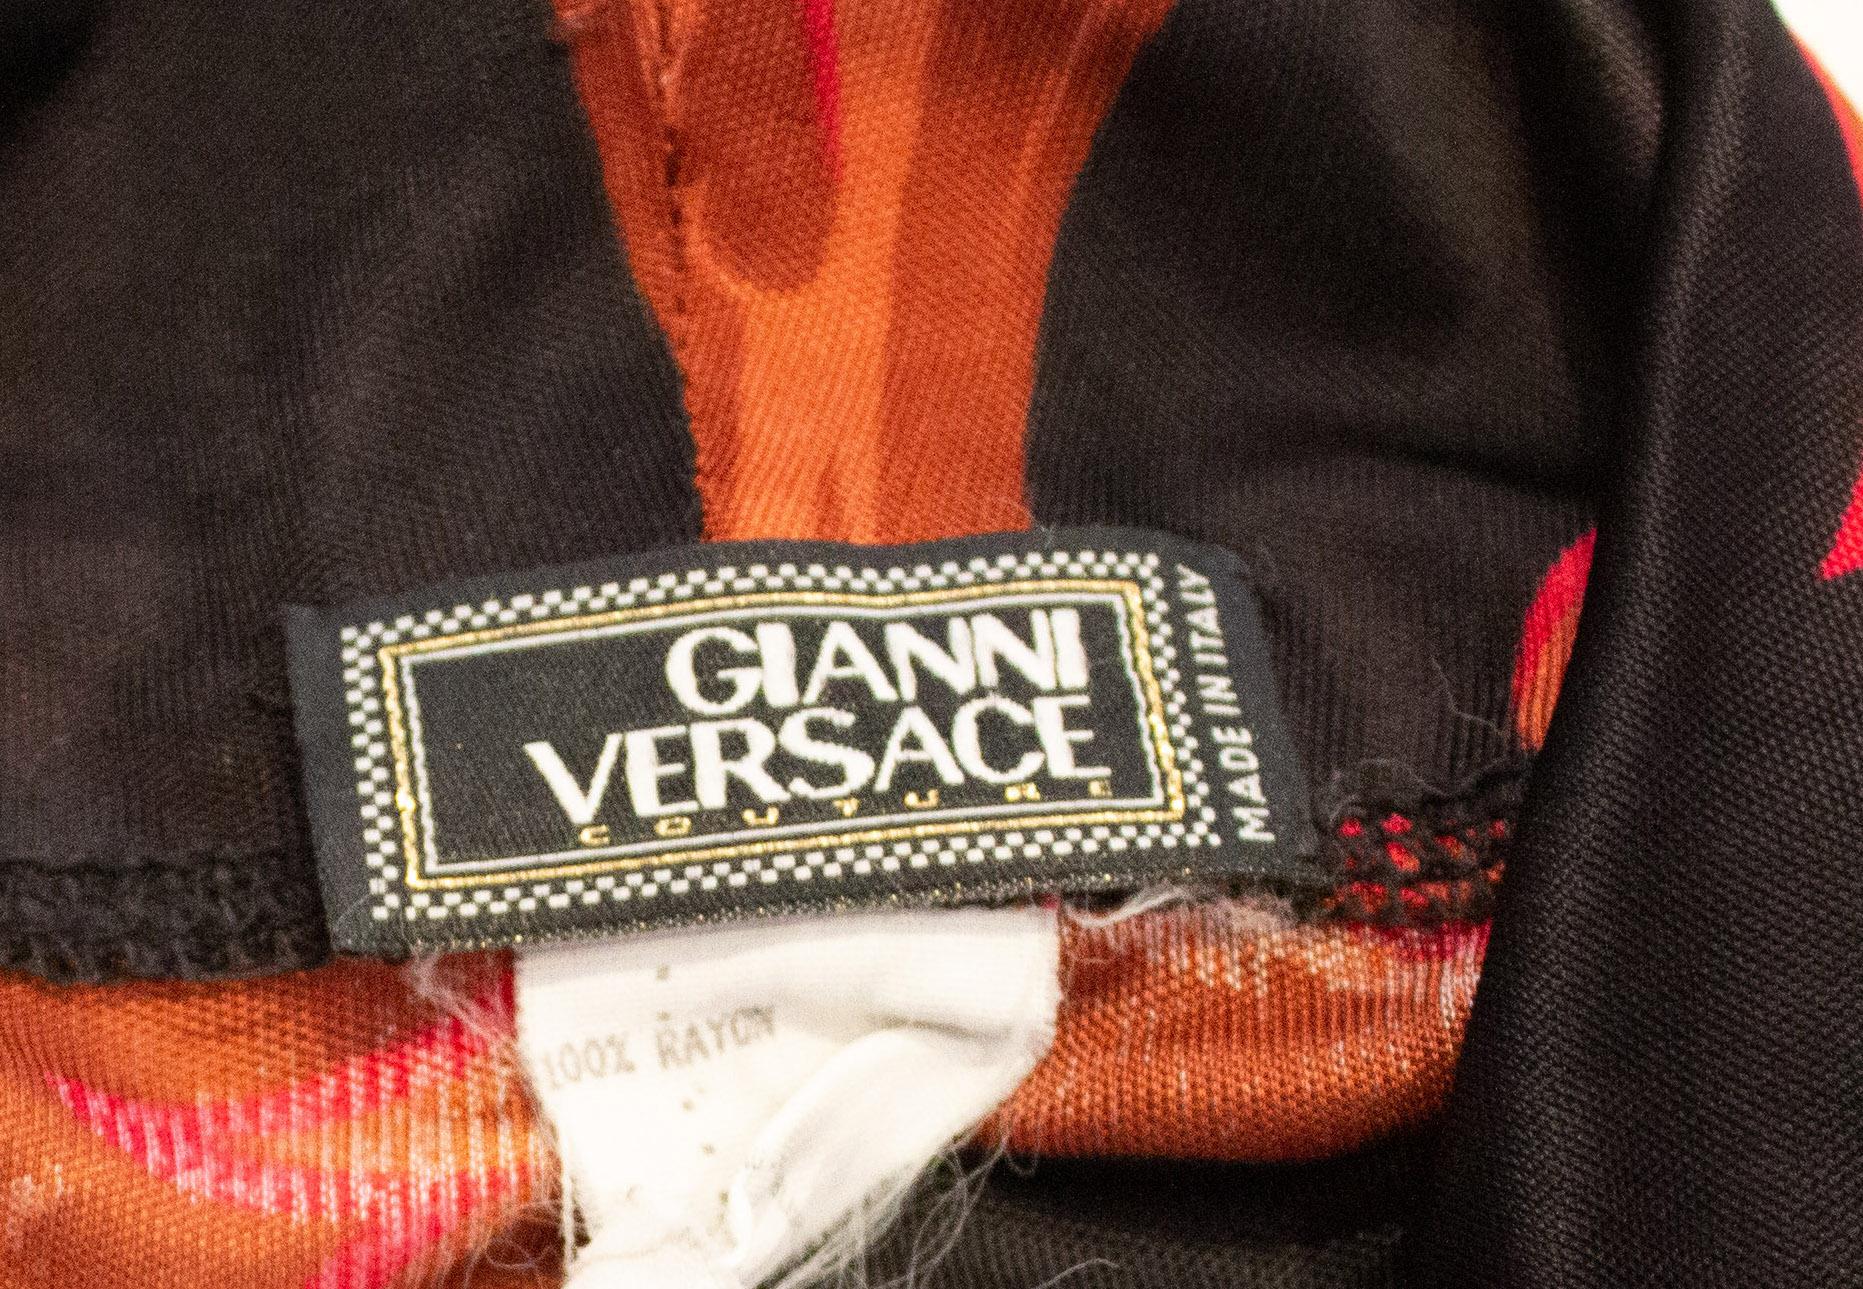 GIANNI
VERSACE
COUTURE
MADE IN ITALY
100% RAYON